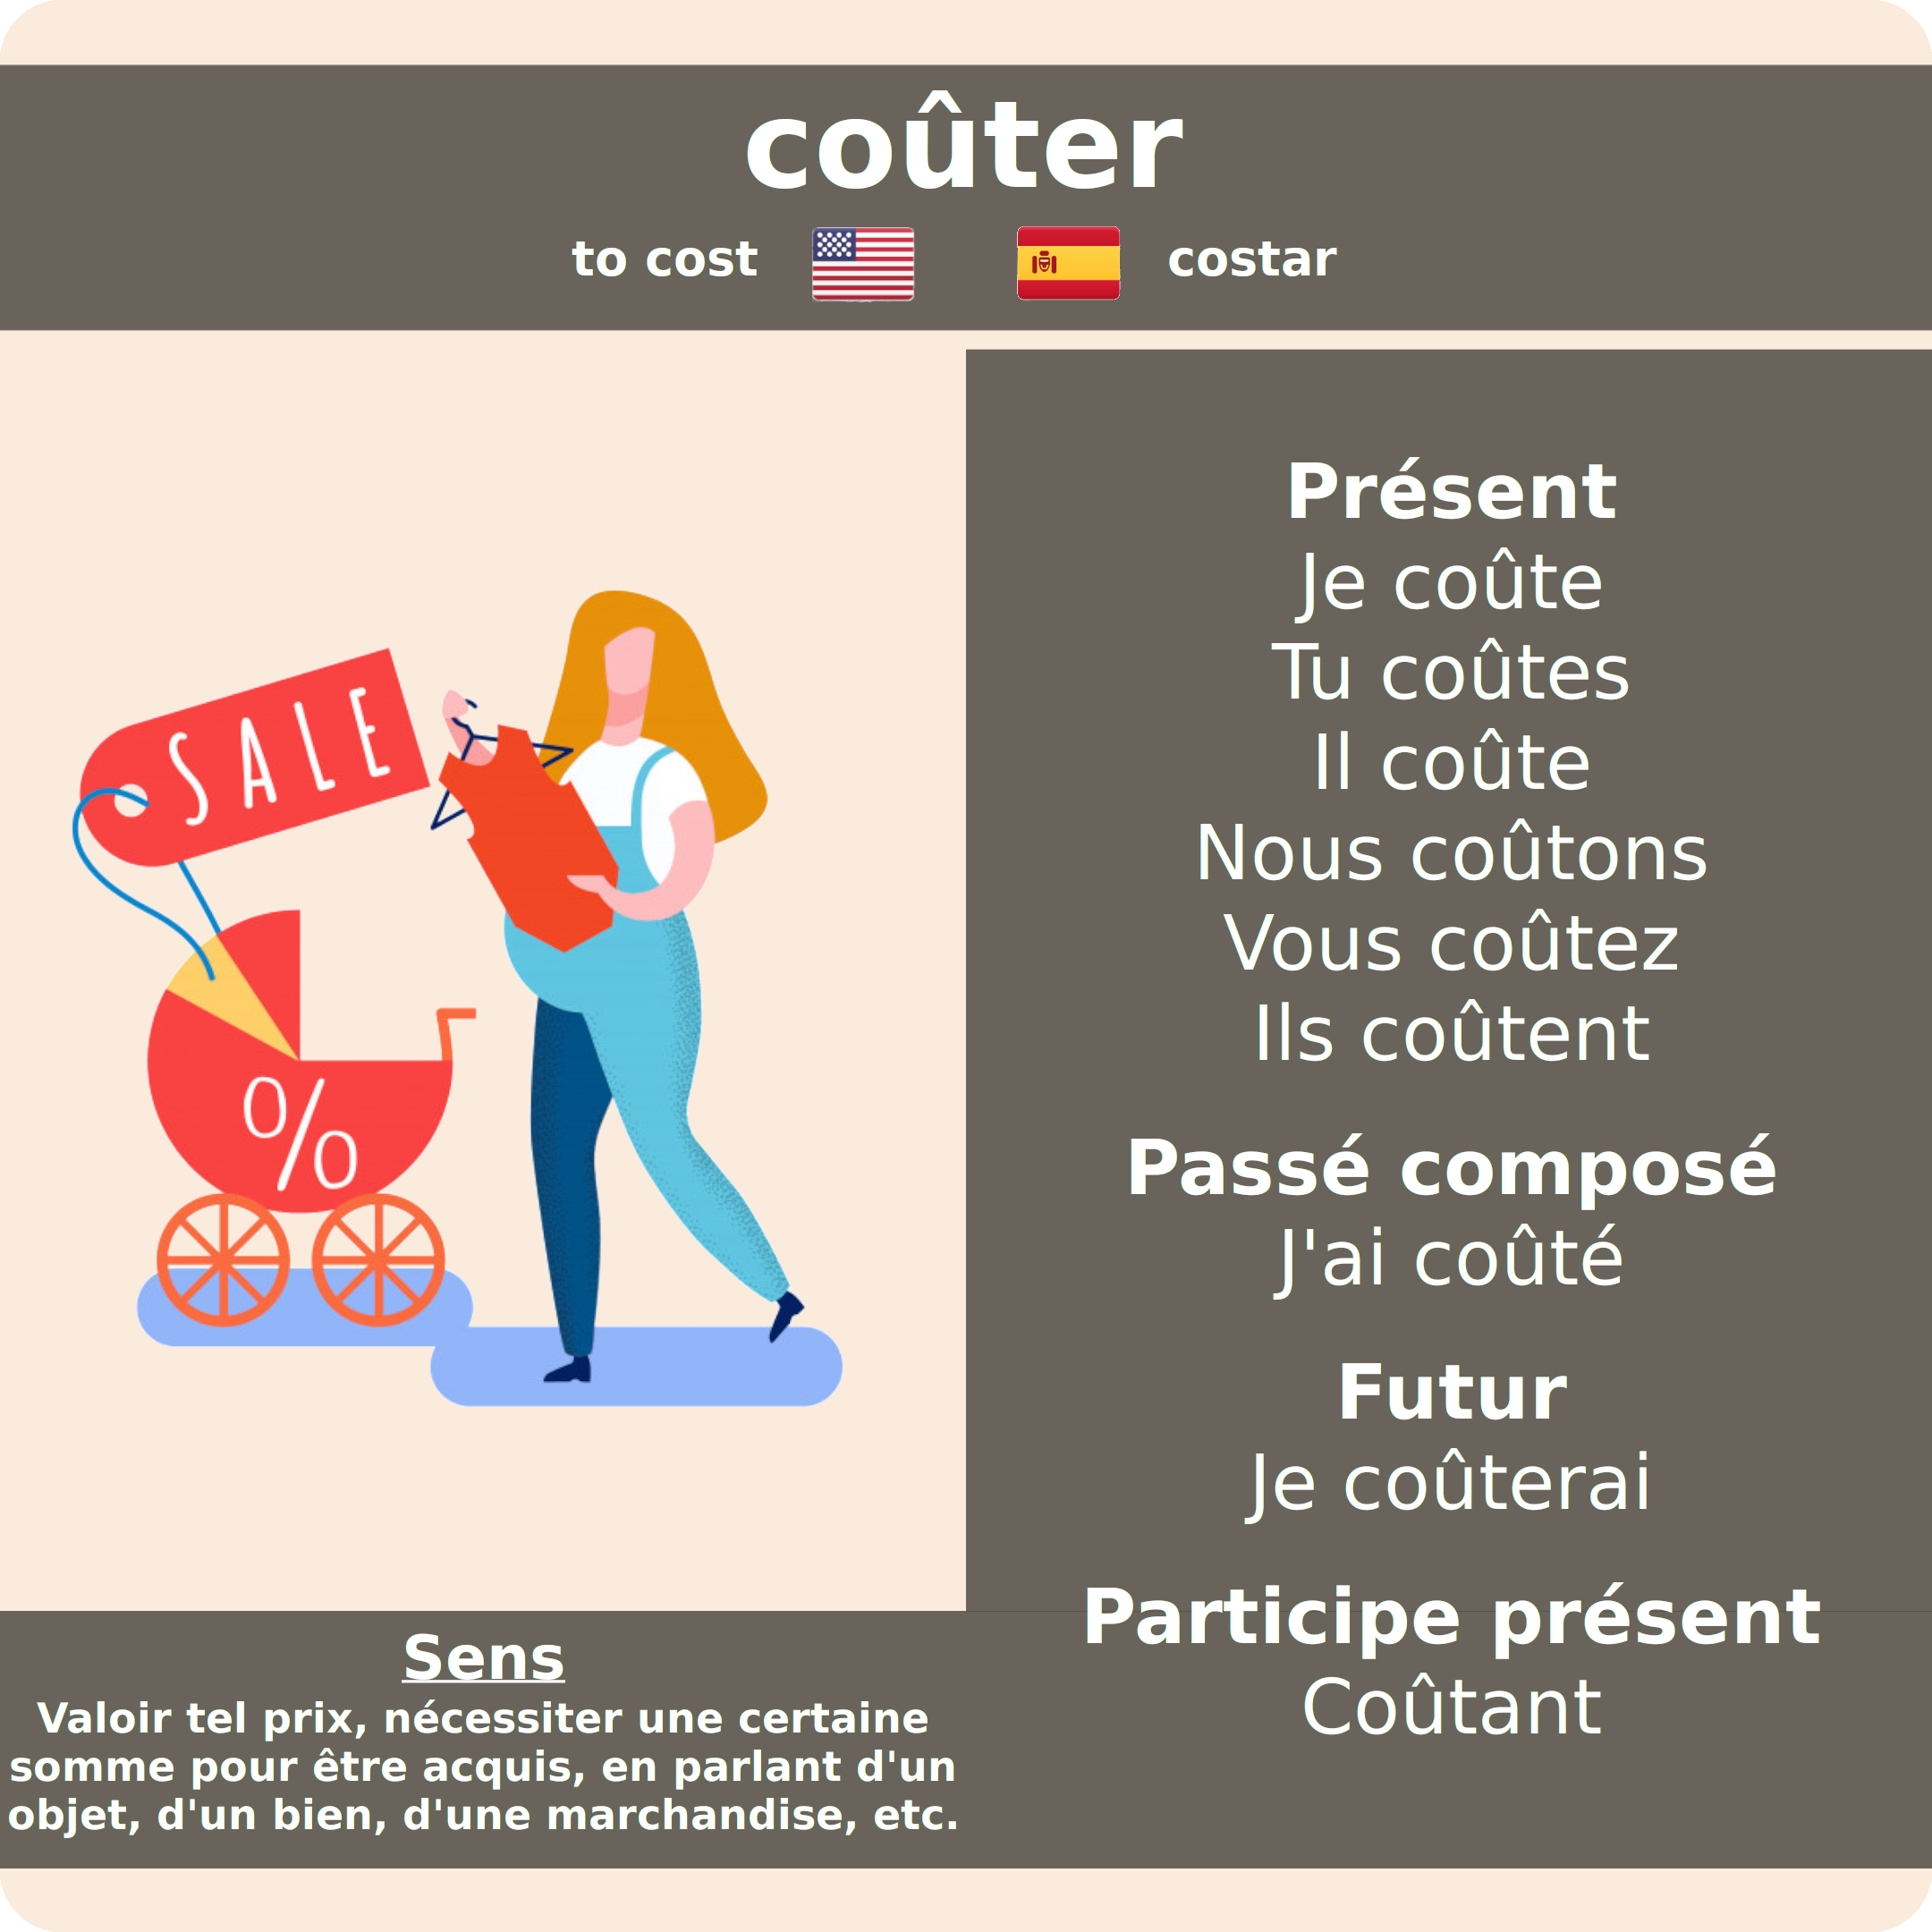 coûter
to cost
costar
SALE
%
Présent
Je coûte
Tu coûtes
Il coûte
Nous coûtons
Vous coûtez
Ils coûtent
Passé composé
J'ai coûté
Futur
Je coûterai
Participe présent
Coûtant
Sens
Valoir tel prix, nécessiter une certaine
somme pour être acquis, en parlant d'un
objet, d'un bien, d'une marchandise, etc.